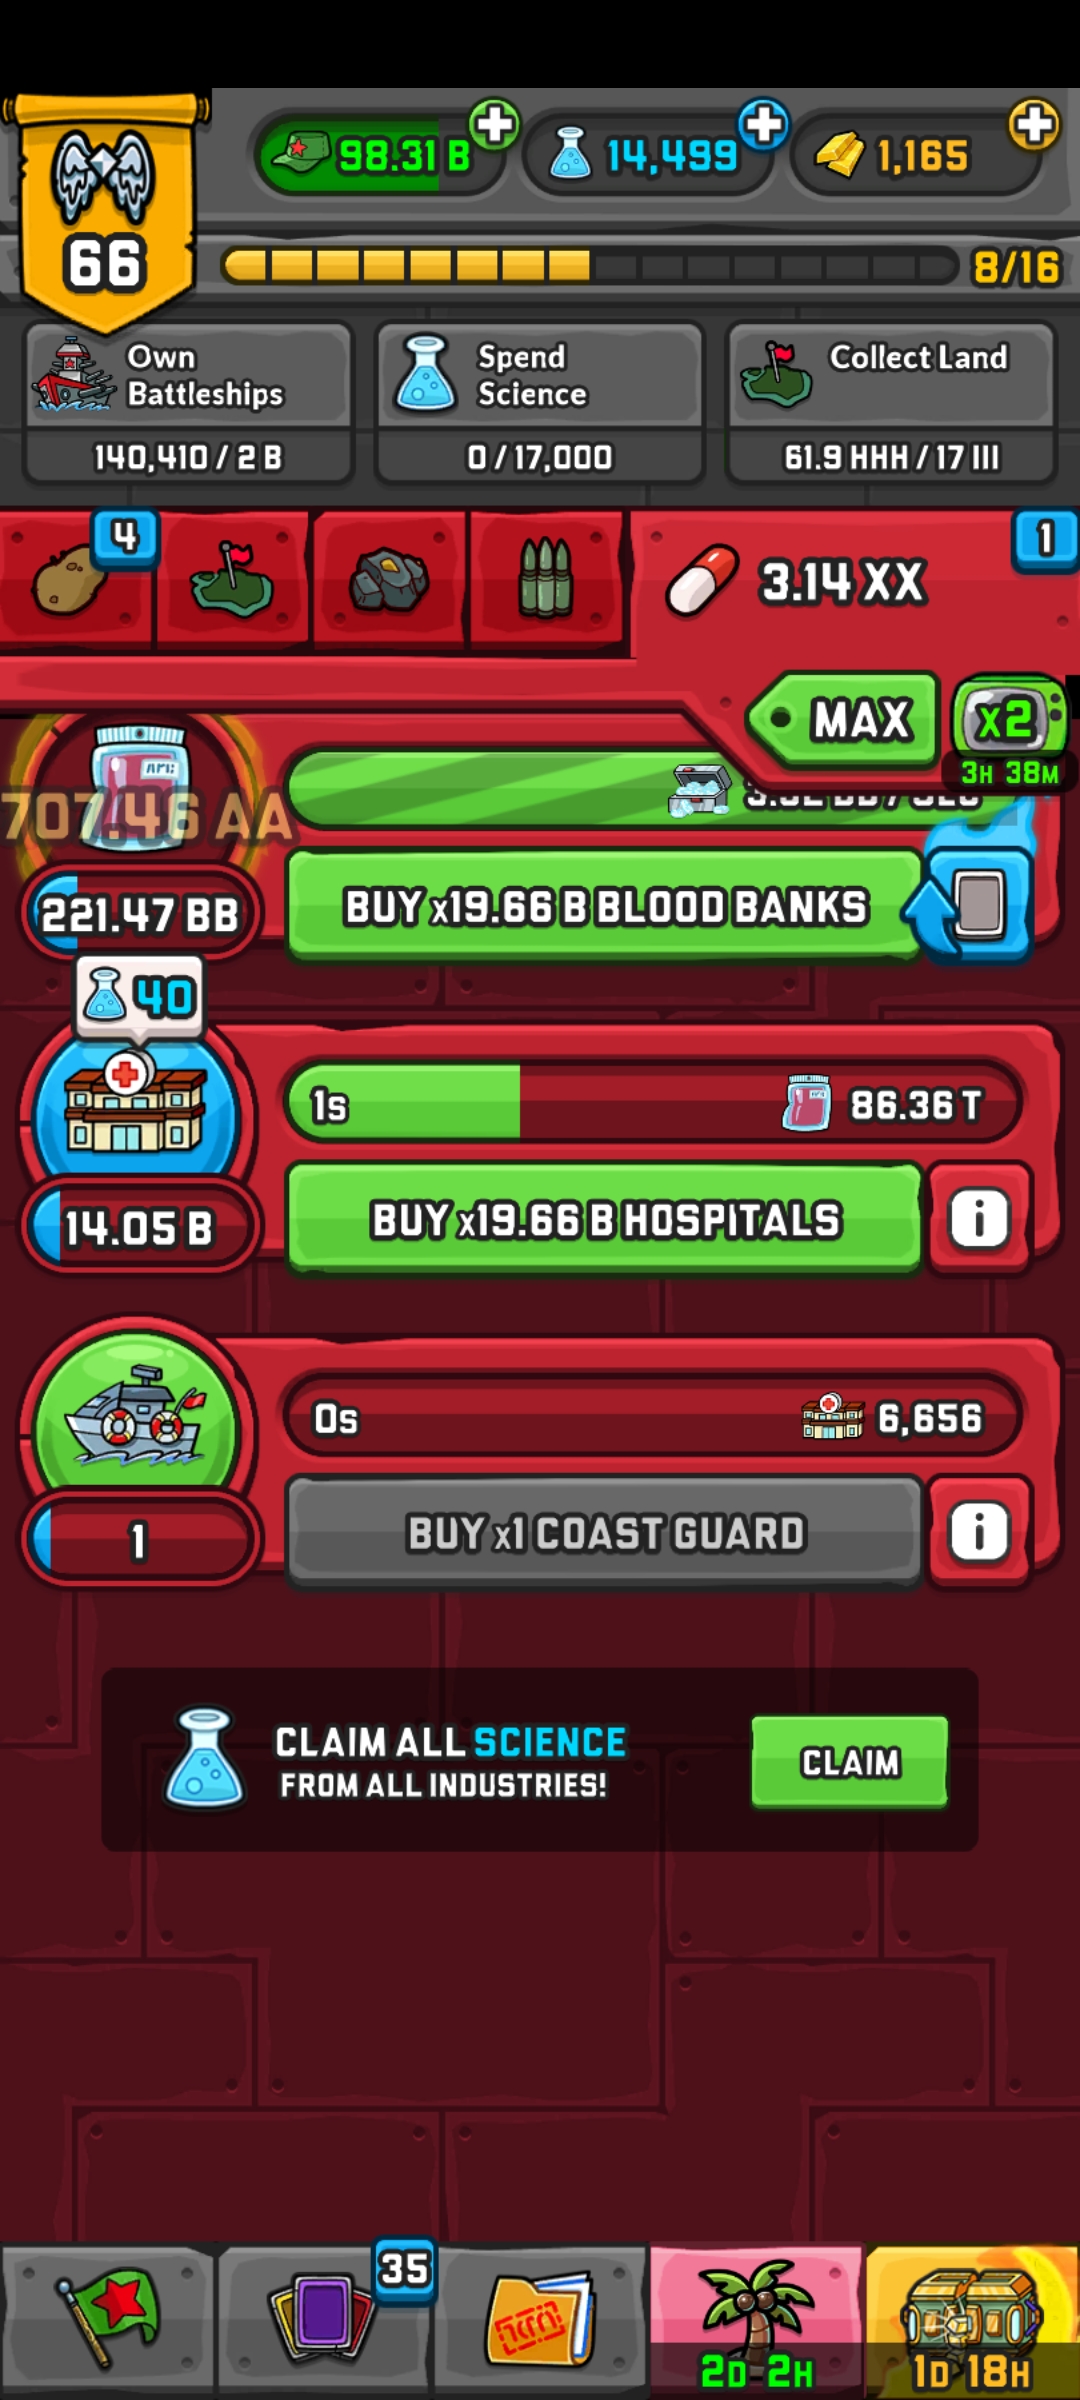 98.31 B
14,499
1,165
66
8/16
Own
Battleships
140,410 / 2 B
Spend
Science
0 / 17,000
Collect Land
61.9 HHH / 17 III
4
3.14 XX
1
MAX
x2
3H 38M
707.46 AA
221.47 BB
BUY x19.66 B BLOOD BANKS
40
1s
86.36 T
14.05 B
BUY x19.66 B HOSPITALS
i
0s
6,656
1
BUY x1 COAST GUARD
i
CLAIM ALL SCIENCE
FROM ALL INDUSTRIES!
CLAIM
35
2D 2H
1D 18H